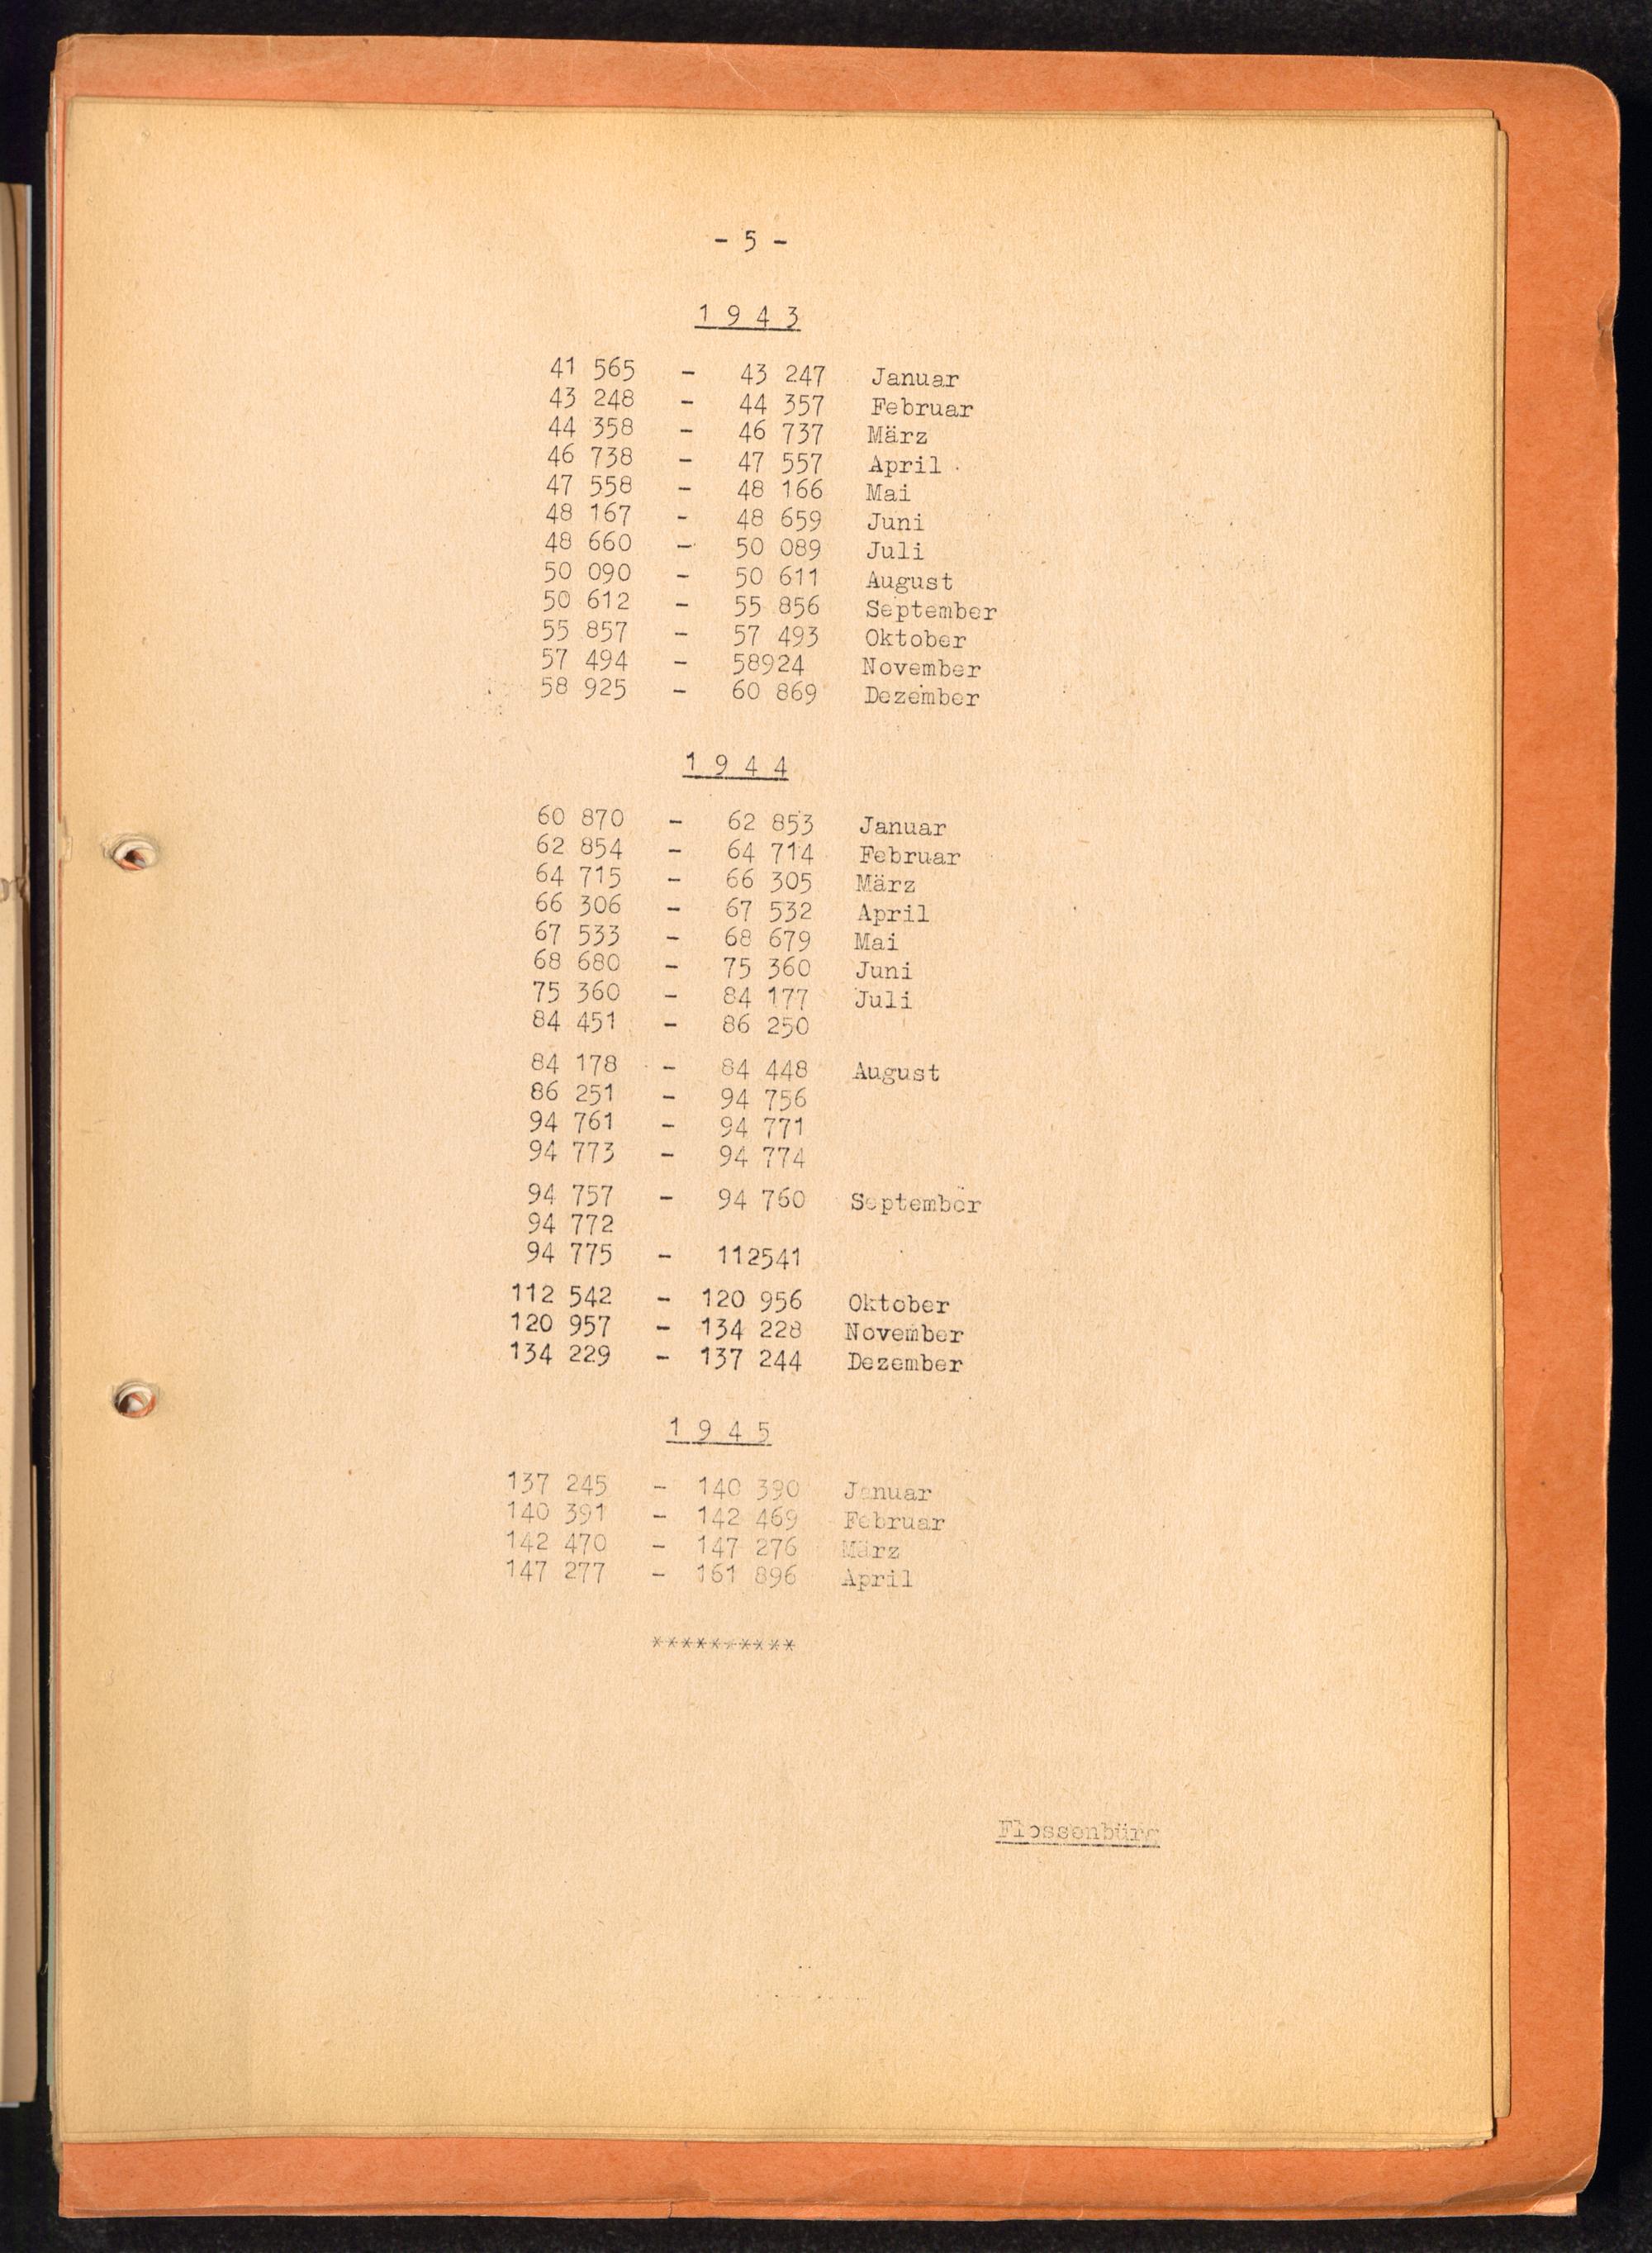 - 5 -
1 9 4 3
41 565 - 43 247 Januar
43 248 - 44 357 Februar
44 358 - 46 737 März
46 738 - 47 557 April
47 558 - 48 166 Mai
48 167 - 48 659 Juni
48 660 - 50 089 Juli
50 090 - 50 611 August
50 612 - 55 856 September
55 857 - 57 493 Oktober
57 494 - 58924 November
58 925 - 60 869 Dezember
1 9 4 4
60 870 - 62 853 Januar
62 854 - 64 714 Februar
64 715 - 66 305 März
66 306 - 67 532 April
67 533 - 68 679 Mai
68 680 - 75 360 Juni
75 360 - 84 177 Juli
84 451 - 86 250
84 178 - 84 448 August
86 251 - 94 756
94 761 - 94 771
94 773 - 94 774
94 757 - 94 760 September
94 772
94 775 - 112541
112 542 - 120 956 Oktober
120 957 - 134 228 November
134 229 - 137 244 Dezember
1 9 4 5
137 245 - 140 390 Januar
140 391 - 142 469 Februar
142 470 - 147 276 März
147 277 - 161 896 April
**********
Flossenbürg